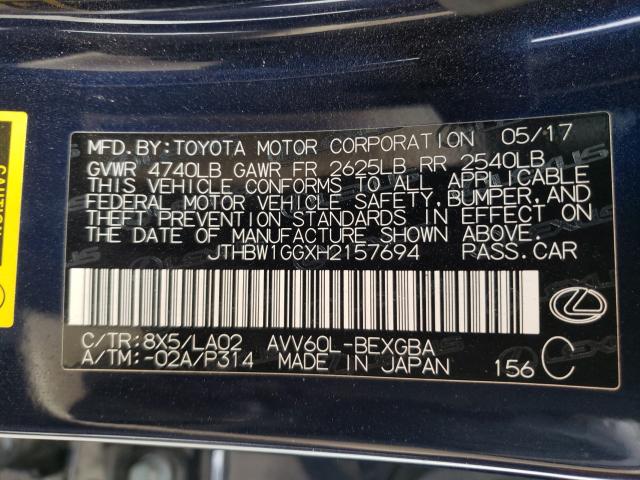 MFD.BY:TOYOTA MOTOR CORPORATION 05/17
GVWR 4740LB GAWR FR 2625LB RR 2540LB
THIS VEHICLE CONFORMS TO ALL APPLICABLE
FEDERAL MOTOR VEHICLE SAFETY,BUMPER,AND
THEFT PREVENTION STANDARDS IN EFFECT ON
THE DATE OF MANUFACTURE SHOWN ABOVE.
JTHBW1GGXH2157694 PASS.CAR
C/TR:8X5/LA02 AVV60L-BEXGBA
A/TM:-02A/P314 MADE IN JAPAN 156 C
CAUTION
LEXUS